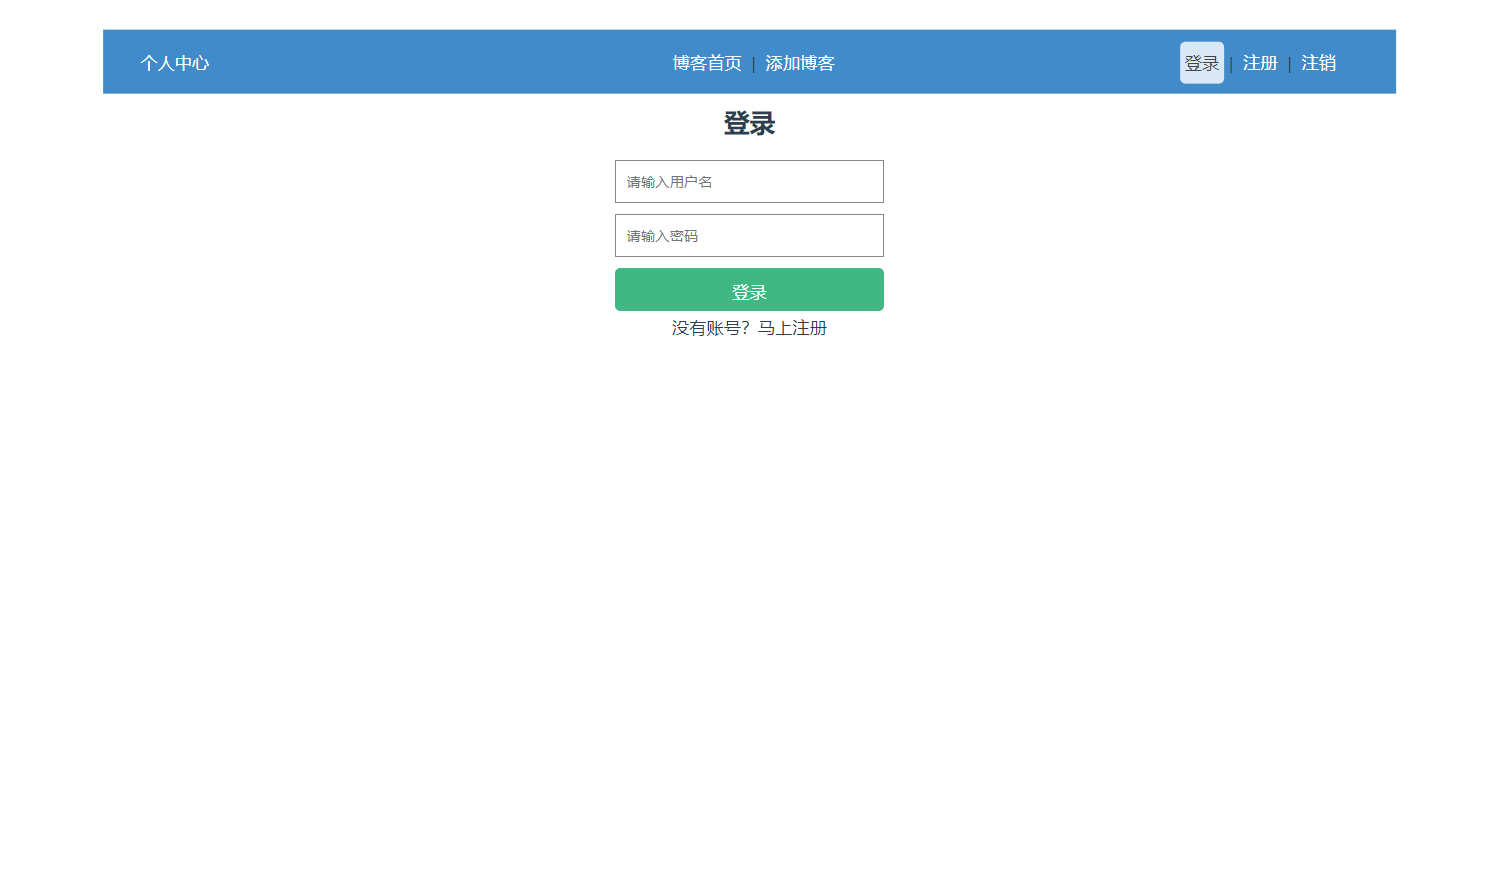 个人中心 博客首页 | 添加博客 登录 | 注册 | 注销
登录
请输入用户名
请输入密码
登录
没有账号？马上注册